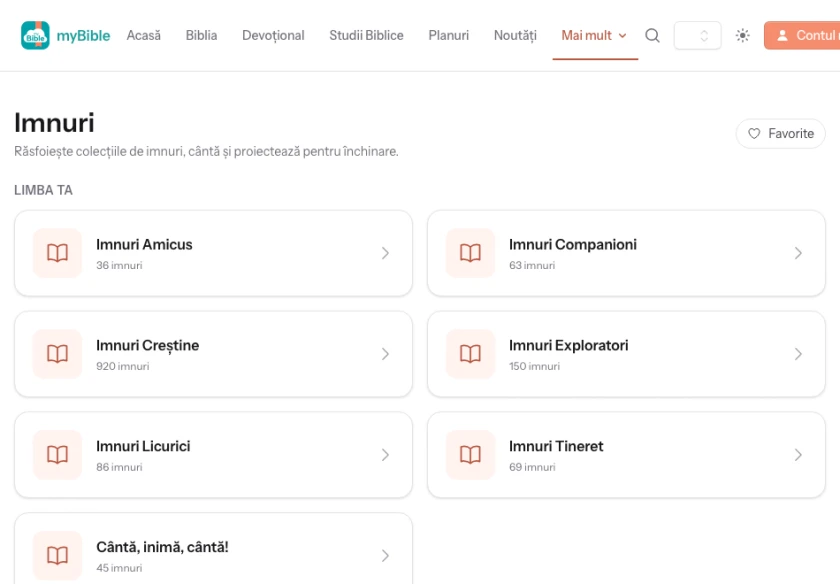 Bible
myBible
Acasă
Biblia
Devoțional
Studii Biblice
Planuri
Noutăți
Mai mult
Contul
Imnuri
Răsfoiește colecțiile de imnuri, cântă și proiectează pentru închinare.
Favorite
LIMBA TA
Imnuri Amicus
36 imnuri
Imnuri Companioni
63 imnuri
Imnuri Creștine
920 imnuri
Imnuri Exploratori
150 imnuri
Imnuri Licurici
86 imnuri
Imnuri Tineret
69 imnuri
Cântă, inimă, cântă!
45 imnuri